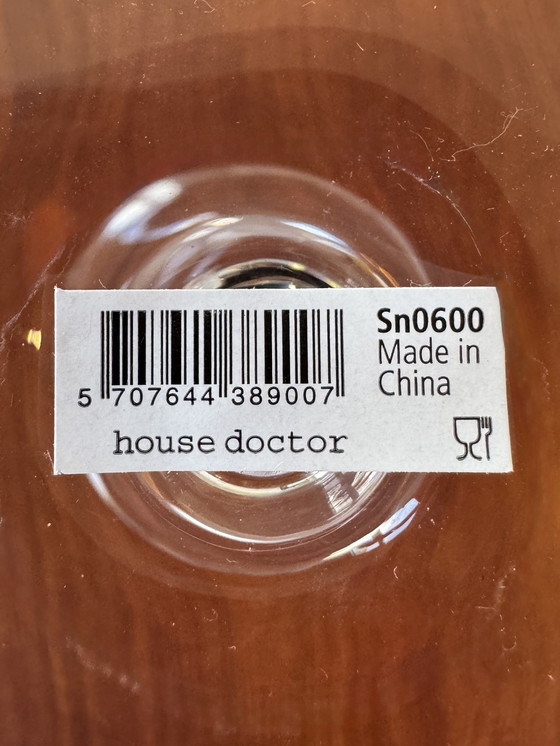 Sn0600
Made in
China
5 707644 389007
house doctor